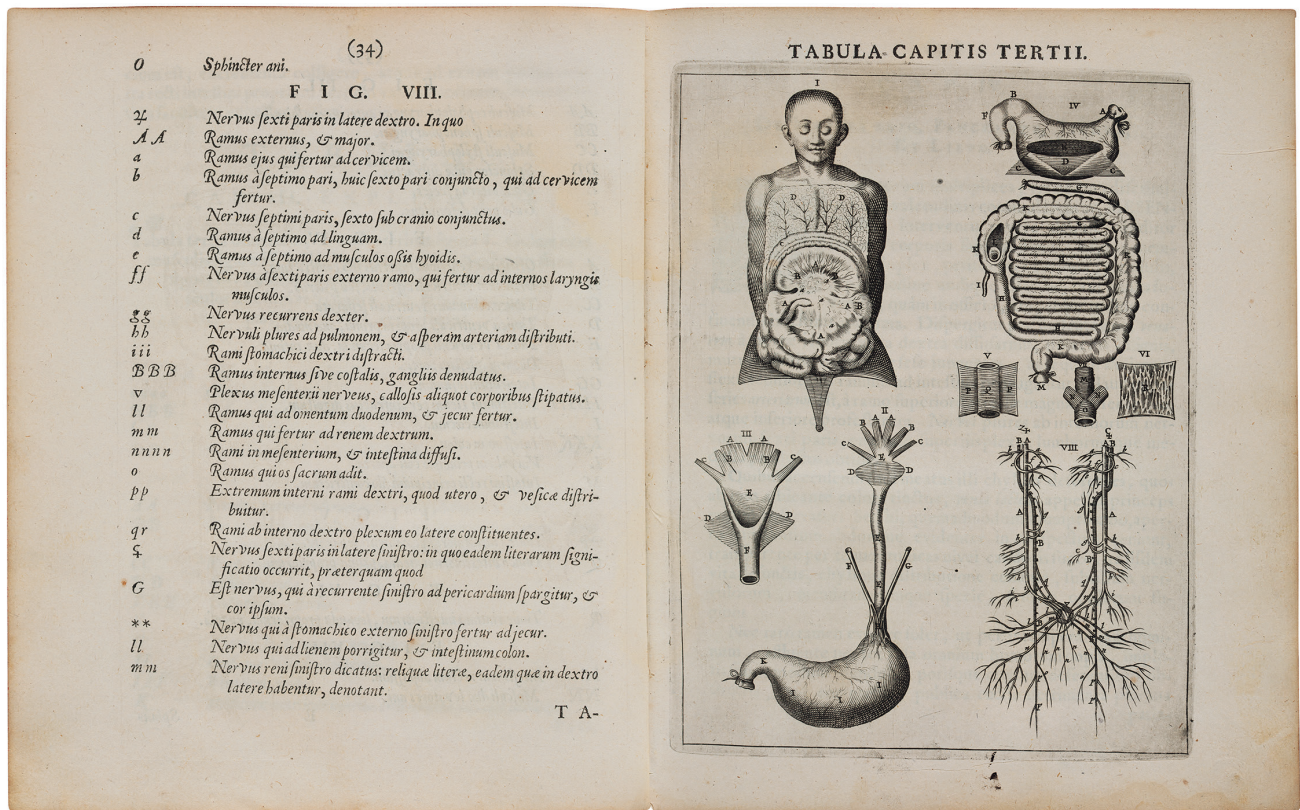 (34)
O Sphincter ani.
FIG. VIII.
♃ Nervus ſexti paris in latere dextro. In quo
A A Ramus externus, & major.
a Ramus ejus qui fertur ad cervicem.
b Ramus à ſeptimo pari, huic ſexto pari conjuncto, qui ad cervicem
fertur.
c Nervus ſeptimi paris, ſexto ſub cranio conjunctus.
d Ramus à ſeptimo ad linguam.
e Ramus à ſeptimo ad muſculos oſsis hyoidis.
ff Nervus à ſexti paris externo ramo, qui fertur ad internos laryngis
muſculos.
gg Nervus recurrens dexter.
hh Nervuli plures ad pulmonem, & aſperam arteriam diſtributi.
iii Rami ſtomachici dextri diſtracti.
B B B Ramus internus ſive coſtalis, gangliis denudatus.
v Plexus meſenterii nerveus, calloſis aliquot corporibus ſtipatus.
ll Ramus qui ad omentum duodenum, & jecur fertur.
mm Ramus qui fertur ad renem dextrum.
nnnn Rami in meſenterium, & inteſtina diffuſi.
o Ramus qui os ſacrum adit.
pp Extremum interni rami dextri, quod utero, & veſicæ diſtri-
buitur.
qr Rami ab interno dextro plexum eo latere conſtituentes.
Nervus ſexti paris in latere ſiniſtro: in quo eadem literarum ſigni-
ficatio occurrit, præterquam quod
G Eſt nervus, qui à recurrente ſiniſtro ad pericardium ſpargitur, &
cor ipſum.
** Nervus qui à ſtomachico externo ſiniſtro fertur ad jecur.
ll Nervus qui ad lienem porrigitur, & inteſtinum colon.
mm Nervus reni ſiniſtro dicatus: reliquæ literæ, eadem quæ in dextro
latere habentur, denotant.
TA-
TABULA CAPITIS TERTII.
I
D D
C
B
A A B
A
IV
B A
F
E
D
C C
G
K
G
E
H
I
H
H
K
M
V
P O P
M
N N
O
VI
III
A A
C B B C
E
D D
F
II
B A A B
C C
E
D D
E
F G
E
K
I I
I
VIII
B A A B
A A
B B
F